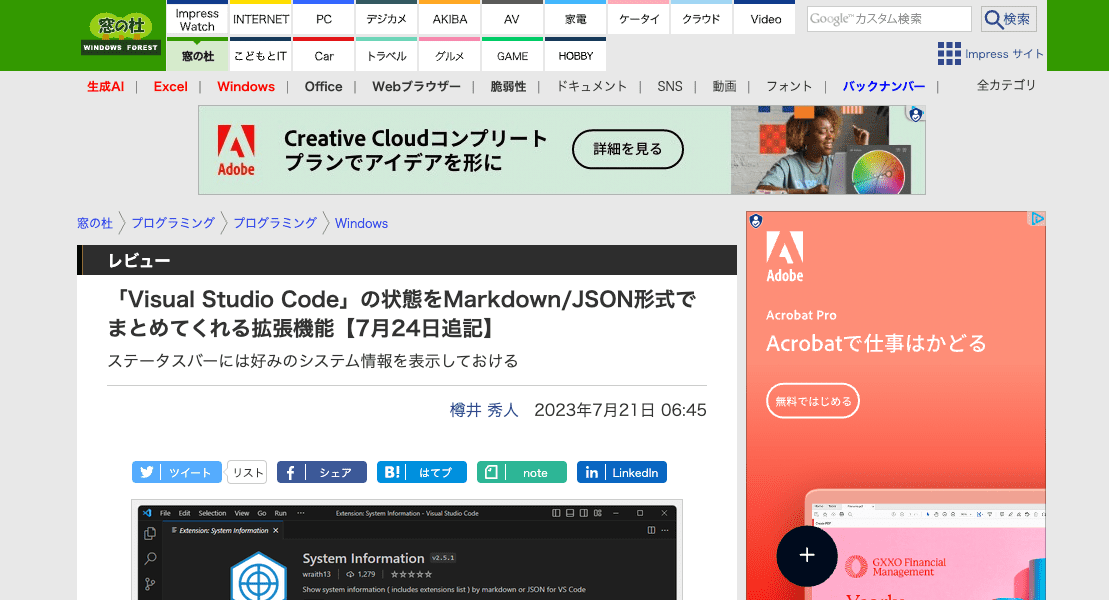 窓の杜
WINDOWS FOREST
Impress Watch
INTERNET
PC
デジカメ
AKIBA
AV
家電
ケータイ
クラウド
Video
Google™カスタム検索
検索
窓の杜
こどもとIT
Car
トラベル
グルメ
GAME
HOBBY
Impress サイト
生成AI | Excel | Windows | Office | Webブラウザー | 脆弱性 | ドキュメント | SNS | 動画 | フォント | バックナンバー | 全カテゴリ
Adobe
Creative Cloudコンプリート
プランでアイデアを形に
詳細を見る
窓の杜 プログラミング プログラミング Windows
レビュー
「Visual Studio Code」の状態をMarkdown/JSON形式で
まとめてくれる拡張機能【7月24日追記】
ステータスバーには好みのシステム情報を表示しておける
樽井 秀人 2023年7月21日 06:45
ツイート
リスト
シェア
B! はてブ
note
in LinkedIn
File Edit Selection View Go Run ··· Extension: System Information - Visual Studio Code
Extension: System Information ×
System Information v2.5.1
wraith13 | 1,279 | ☆☆☆☆☆
Show system information ( includes extensions list ) by markdown or JSON for VS Code
Adobe
Acrobat Pro
Acrobatで仕事はかどる
無料ではじめる
+
GXXO Financial
Management